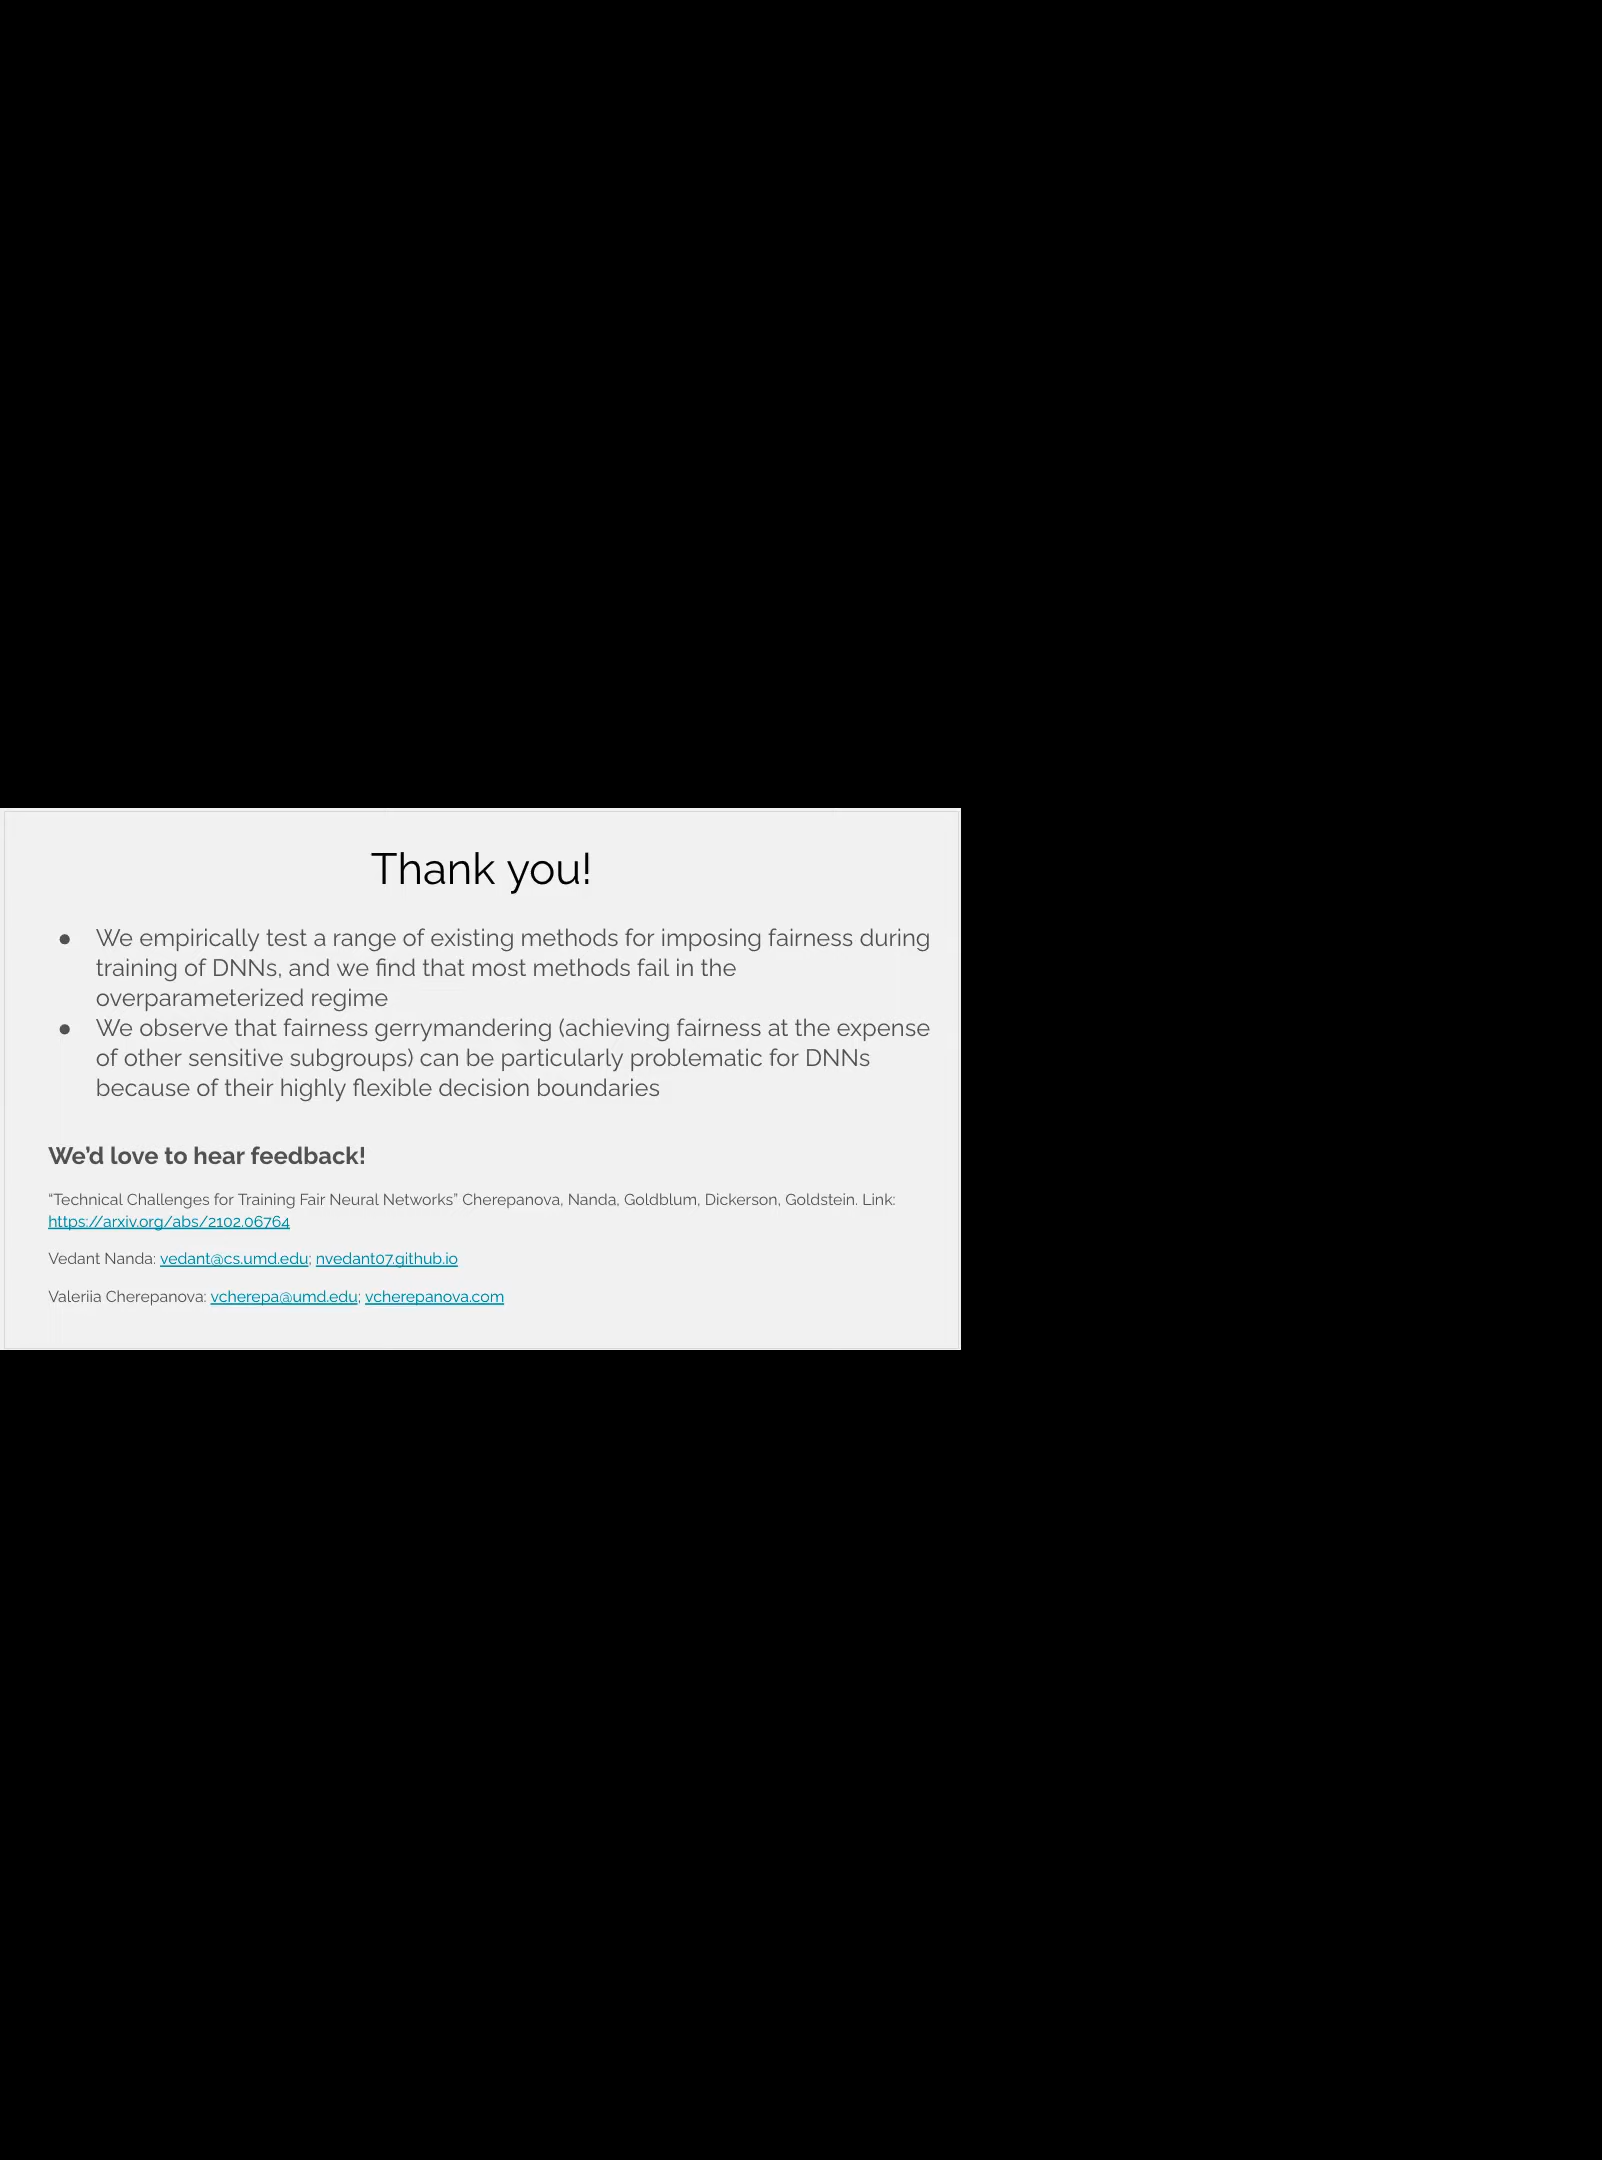 Thank you!
● We empirically test a range of existing methods for imposing fairness during
training of DNNs, and we find that most methods fail in the
overparameterized regime
● We observe that fairness gerrymandering (achieving fairness at the expense
of other sensitive subgroups) can be particularly problematic for DNNs
because of their highly flexible decision boundaries
We’d love to hear feedback!
“Technical Challenges for Training Fair Neural Networks” Cherepanova, Nanda, Goldblum, Dickerson, Goldstein. Link:
https://arxiv.org/abs/2102.06764
Vedant Nanda: vedant@cs.umd.edu; nvedant07.github.io
Valeriia Cherepanova: vcherepa@umd.edu; vcherepanova.com